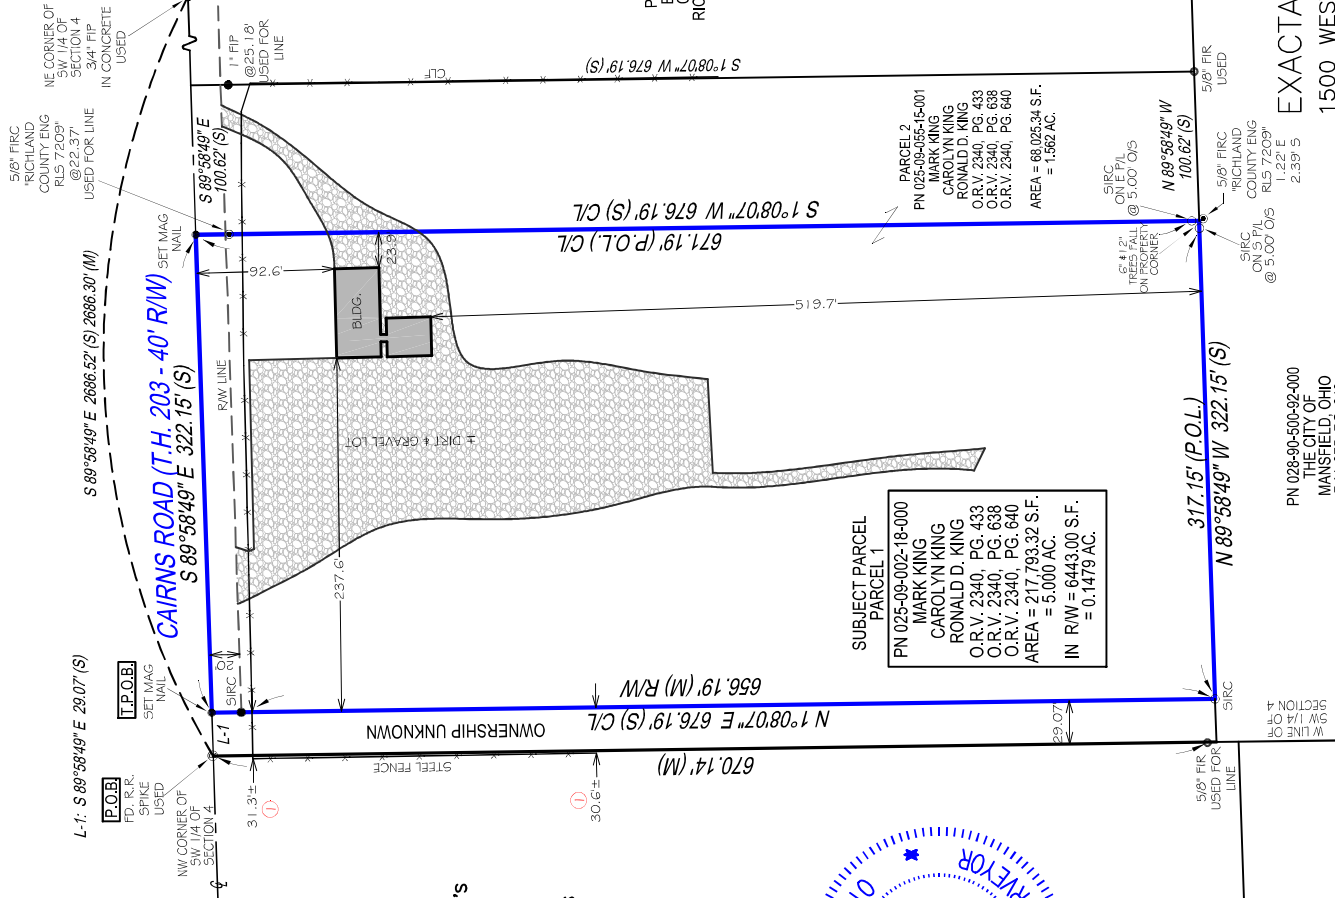 NE CORNER OF
SW 1/4 OF
SECTION 4
3/4" FIP
IN CONCRETE
USED
1" FIP
@25.18'
USED FOR
LINE
5/8" FIRC
"RICHLAND
COUNTY ENG
RLS 7209"
@22.37'
USED FOR LINE
S 89°58'49" E
100.62' (S)
CLF
S 1°08'07" W 676.19' (S)
5/8" FIR
USED
EXACTA
1500 WES
RIC
PARCEL 2
PN 025-09-055-15-001
MARK KING
CAROLYN KING
RONALD D. KING
O.R.V. 2340, PG. 433
O.R.V. 2340, PG. 638
O.R.V. 2340, PG. 640
AREA = 68,025.34 S.F.
= 1.562 AC.
N 89°58'49" W
100.62' (S)
SIRC
ON E P/L
@ 5.00' O/S
5/8" FIRC
"RICHLAND
COUNTY ENG
RLS 7209"
1.22' E
2.39' S
SIRC
ON S P/L
@ 5.00' O/S
6" & 12"
TREES FALL
ON PROPERTY
CORNER
S 1°08'07" W 676.19' (S) C/L
671.19' (P.O.L.) C/L
SET MAG
NAIL
S 89°58'49" E 2686.52' (S) 2686.30' (M)
CAIRNS ROAD (T.H. 203 - 40' R/W)
S 89°58'49" E 322.15' (S)
R/W LINE
92.6'
23.9'
BLDG.
519.7'
± DIRT & GRAVEL LOT
237.6'
20'
SUBJECT PARCEL
PARCEL 1
PN 025-09-002-18-000
MARK KING
CAROLYN KING
RONALD D. KING
O.R.V. 2340, PG. 433
O.R.V. 2340, PG. 638
O.R.V. 2340, PG. 640
AREA = 217,793.32 S.F.
= 5.000 AC.
IN R/W = 6443.00 S.F.
= 0.1479 AC.
317.15' (P.O.L.)
N 89°58'49" W 322.15' (S)
PN 028-90-500-92-000
THE CITY OF
MANSFIELD, OHIO
L-1: S 89°58'49" E 29.07' (S)
T.P.O.B.
SET MAG
NAIL
SIRC
P.O.B.
FD. R.R.
SPIKE
USED
NW CORNER OF
SW 1/4 OF
SECTION 4
L-1
656.19' (M) R/W
N 1°08'07" E 676.19' (S) C/L
OWNERSHIP UNKNOWN
STEEL FENCE
670.14' (M)
29.07'
SIRC
W LINE OF
SW 1/4 OF
SECTION 4
5/8" FIR
USED FOR
LINE
31.3'±
1
30.6'±
1
's
RVEYOR